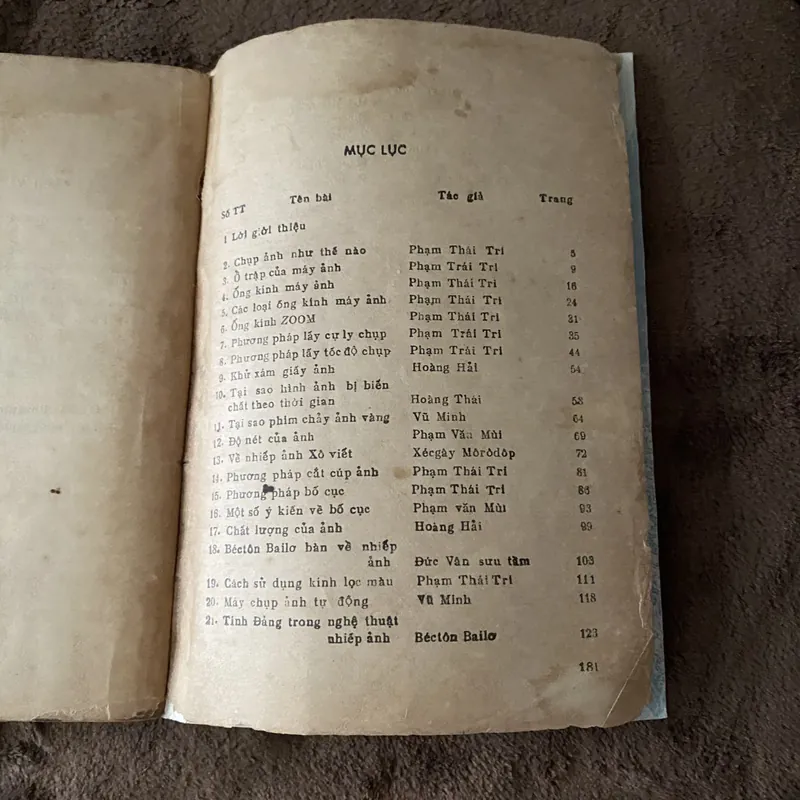 MỤC LỤC
Số TT Tên bài Tác giả Trang
1 Lời giới thiệu
2. Chụp ảnh như thế nào Phạm Thái Tri 5
3. Ổ trập của máy ảnh Phạm Trái Tri 9
4. Ống kính máy ảnh Phạm Thái Tri 16
5. Các loại ống kính máy ảnh Phạm Thái Tri 24
6. Ống kính ZOOM Phạm Thái Tri 31
7. Phương pháp lấy cự ly chụp Phạm Trái Tri 35
8. Phương pháp lấy tốc độ chụp Phạm Trái Tri 44
9. Khử xám giấy ảnh Hoàng Hải 54
10. Tại sao hình ảnh bị biến
chất theo thời gian Hoàng Thái 58
11. Tại sao phim chảy ảnh vàng Vũ Minh 64
12. Độ nét của ảnh Phạm Văn Mùi 69
13. Về nhiếp ảnh Xô viết Xécgây Môrôdôp 72
14. Phương pháp cắt cúp ảnh Phạm Thái Tri 81
15. Phương pháp bố cục Phạm Thái Tri 86
16. Một số ý kiến về bố cục Phạm văn Mùi 93
17. Chất lượng của ảnh Hoàng Hải 99
18. Béctôn Bailơ bàn về nhiếp
ảnh Đức Vân sưu tầm 103
19. Cách sử dụng kính lọc màu Phạm Thái Tri 111
20. Máy chụp ảnh tự động Vũ Minh 118
21. Tính Đảng trong nghệ thuật
nhiếp ảnh Béctôn Bailơ 123
181